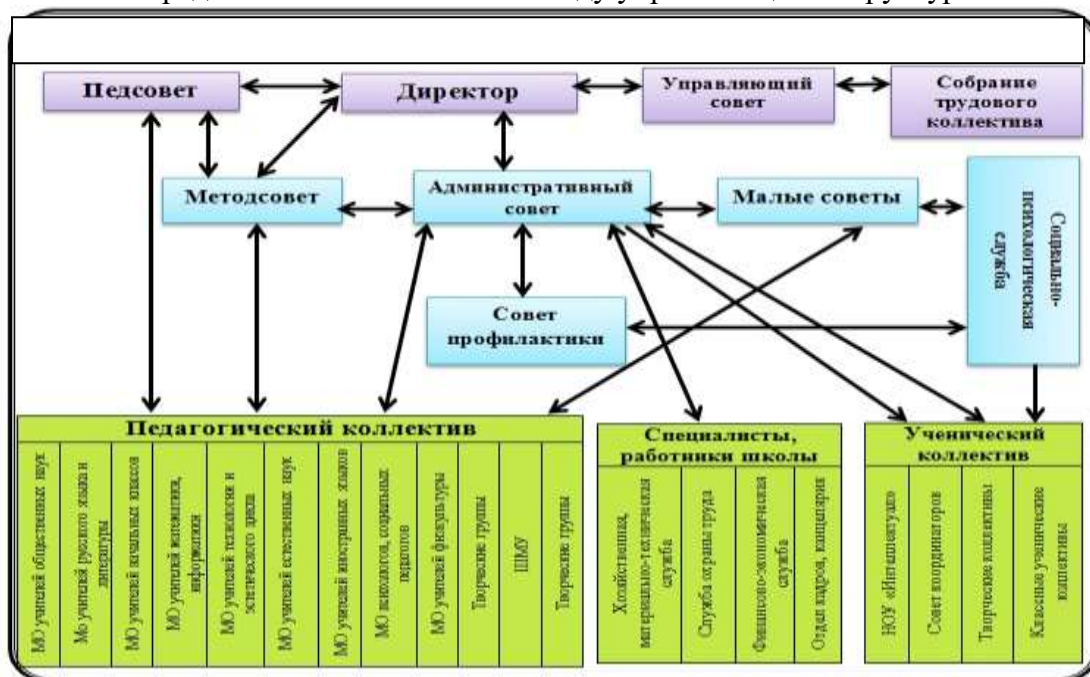 Педсовет
Директор
Управляющий
совет
Собрание
трудового
коллектива
Методсовет
Административный
совет
Малые советы
Социально-
психологическая
служба
Совет
профилактики
Педагогический коллектив
МО учителей общественных наук
Мо учителей русского языка и
литературы
МО учителей начальных классов
МО учителей математики,
информатики
МО учителей технологии и
эстетического цикла
МО учителей естественных наук
МО учителей иностранных языков
МО психологов, социальных
педагогов
МО учителей физкультуры
Творческие группы
ШМУ
Творческие группы
Специалисты,
работники школы
Хозяйственная,
материально-техническая
служба
Служба охраны труда
Финансово-экономическая
служба
Отдел кадров, канцелярия
Ученический
коллектив
НОУ «Интеллектуал»
Совет координаторов
Творческие коллективы
Классные ученические
коллективы